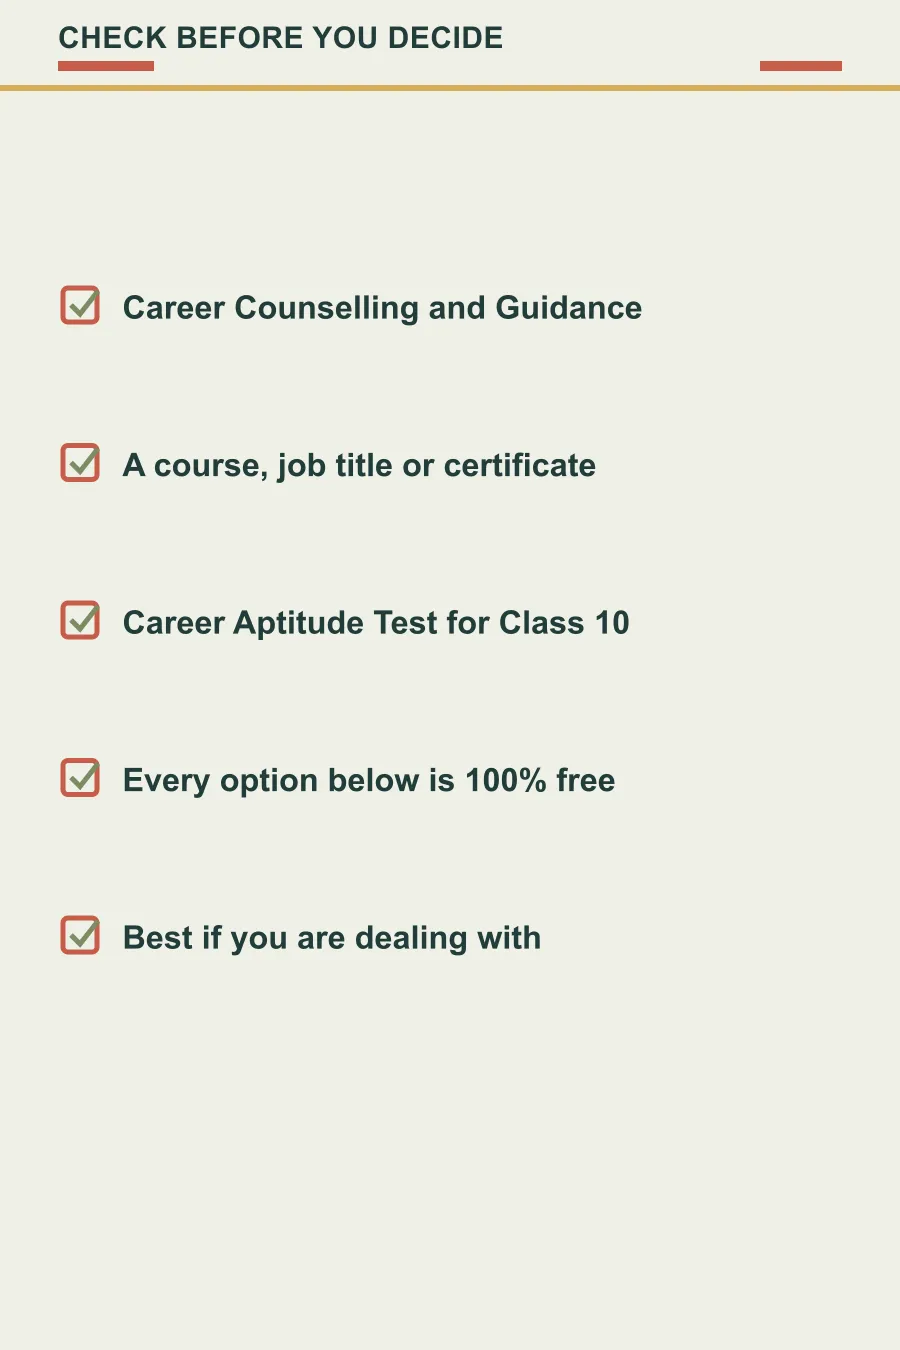 CHECK BEFORE YOU DECIDE
Career Counselling and Guidance
A course, job title or certificate
Career Aptitude Test for Class 10
Every option below is 100% free
Best if you are dealing with